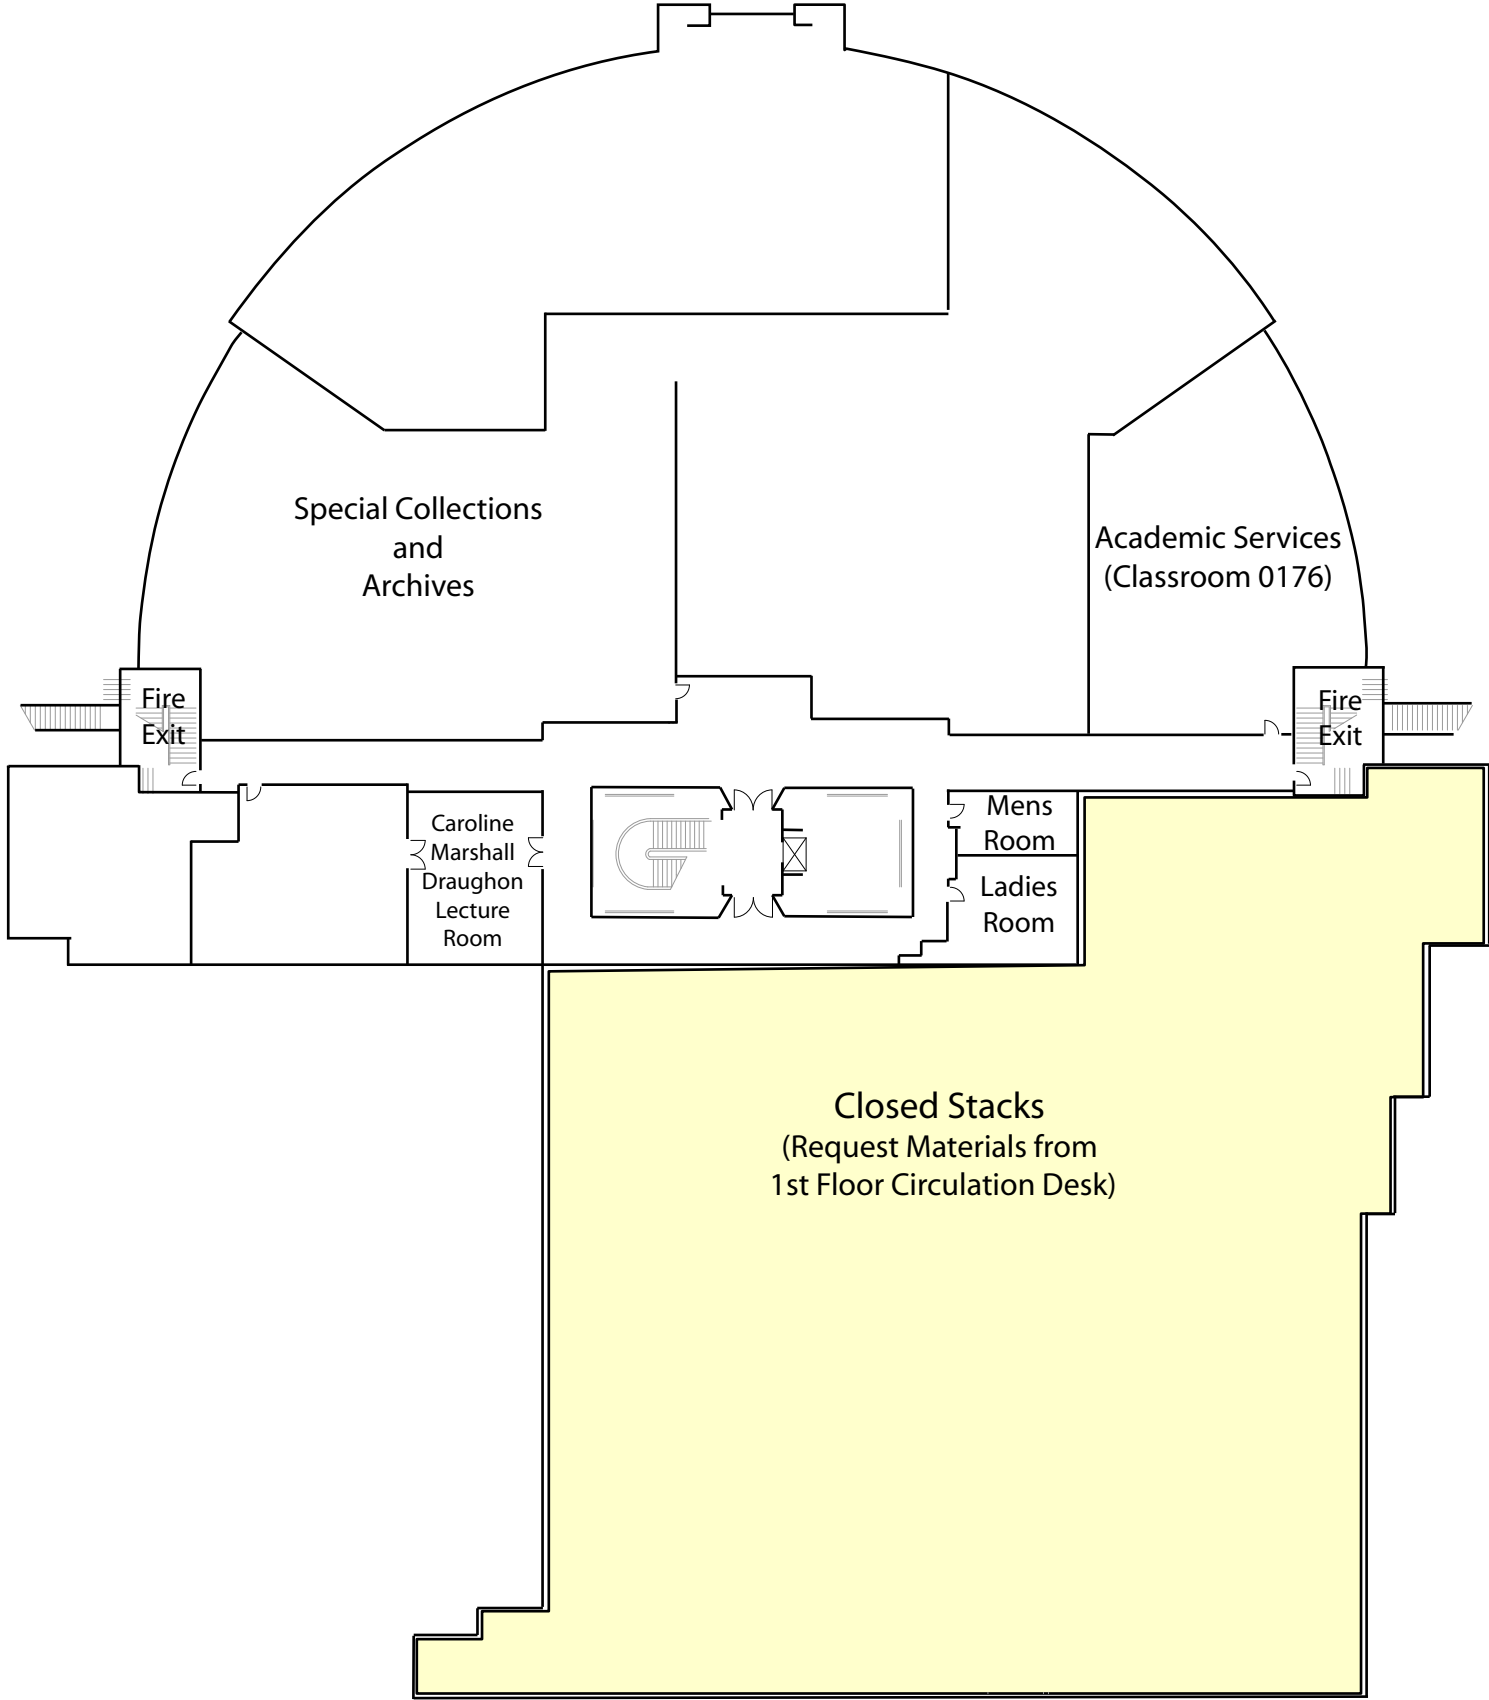 Special Collections
and
Archives
Academic Services
(Classroom 0176)
Fire
Exit
Fire
Exit
Caroline
Marshall
Draughon
Lecture
Room
Mens
Room
Ladies
Room
Closed Stacks
(Request Materials from
1st Floor Circulation Desk)